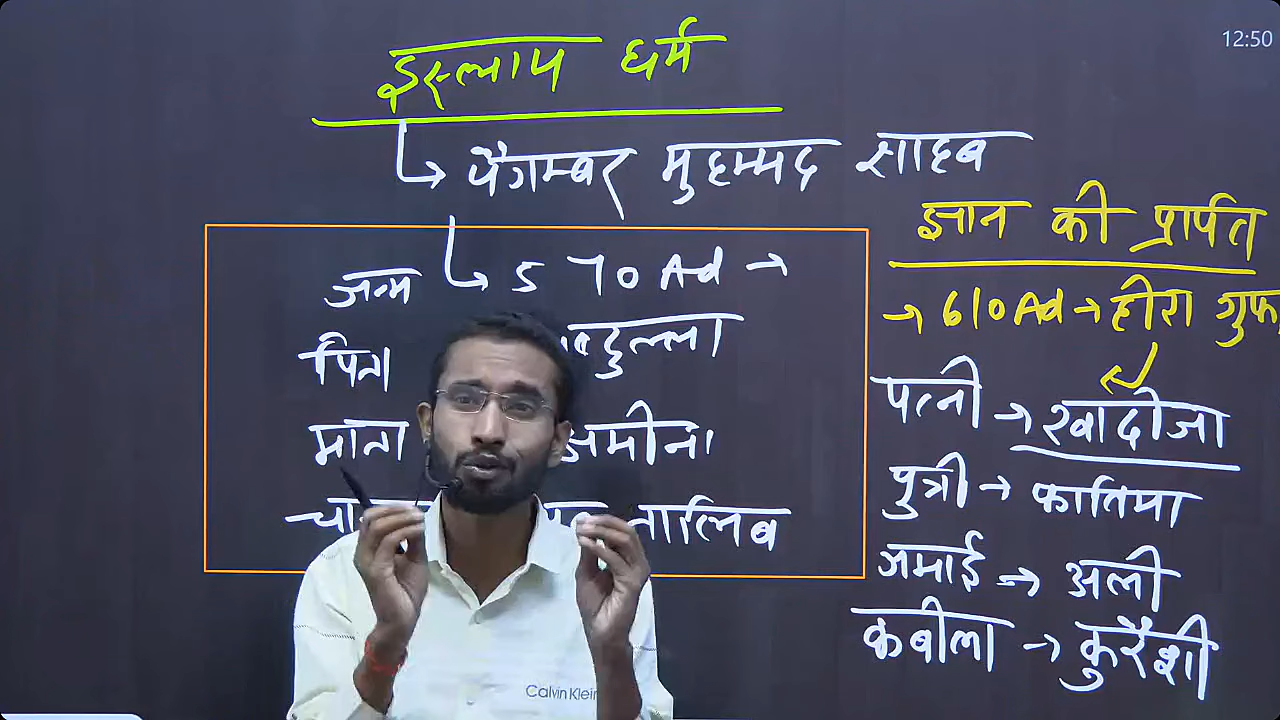 12:50
इस्लाम धर्म
पैगम्बर मुहम्मद साहब
जन्म 570 Ad →
पिता
माता अमीना
तालिब
ज्ञान की प्राप्ति
→ 610 Ad → हीरा
पत्नी → खादीजा
पुत्री → फातिमा
जमाई → अली
कबीला → कुरैशी
Calvin Klein